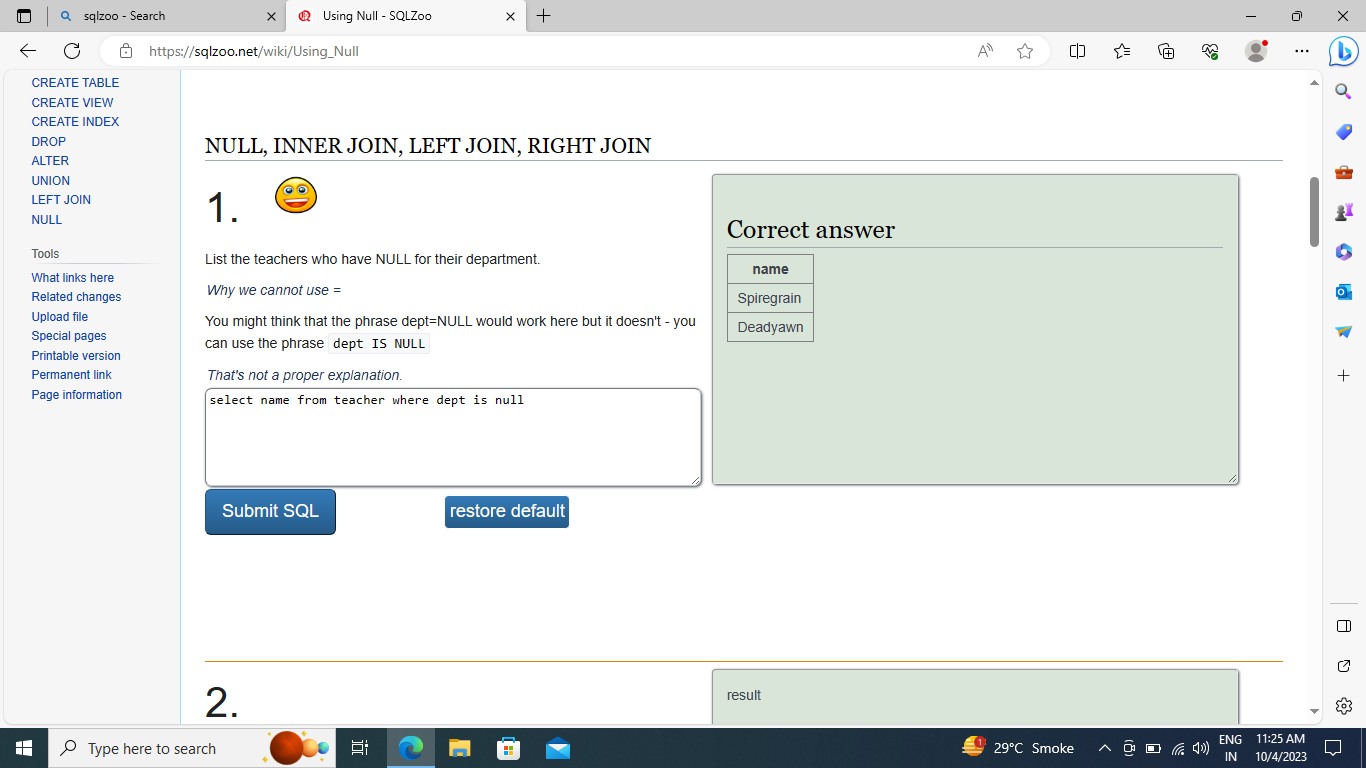 sqlzoo - Search
Using Null - SQLZoo
https://sqlzoo.net/wiki/Using_Null
CREATE TABLE
CREATE VIEW
CREATE INDEX
DROP
ALTER
UNION
LEFT JOIN
NULL
Tools
What links here
Related changes
Upload file
Special pages
Printable version
Permanent link
Page information
NULL, INNER JOIN, LEFT JOIN, RIGHT JOIN
1.
List the teachers who have NULL for their department.
Why we cannot use =
You might think that the phrase dept=NULL would work here but it doesn't - you
can use the phrase dept IS NULL
That's not a proper explanation.
select name from teacher where dept is null
Submit SQL
restore default
Correct answer
name
Spiregrain
Deadyawn
2.
result
Type here to search
1
29°C Smoke
ENG
IN
11:25 AM
10/4/2023